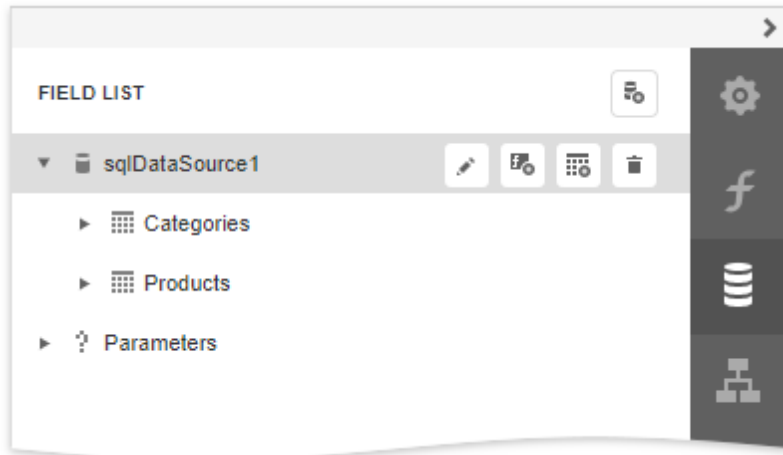 FIELD LIST
sqlDataSource1
Categories
Products
Parameters